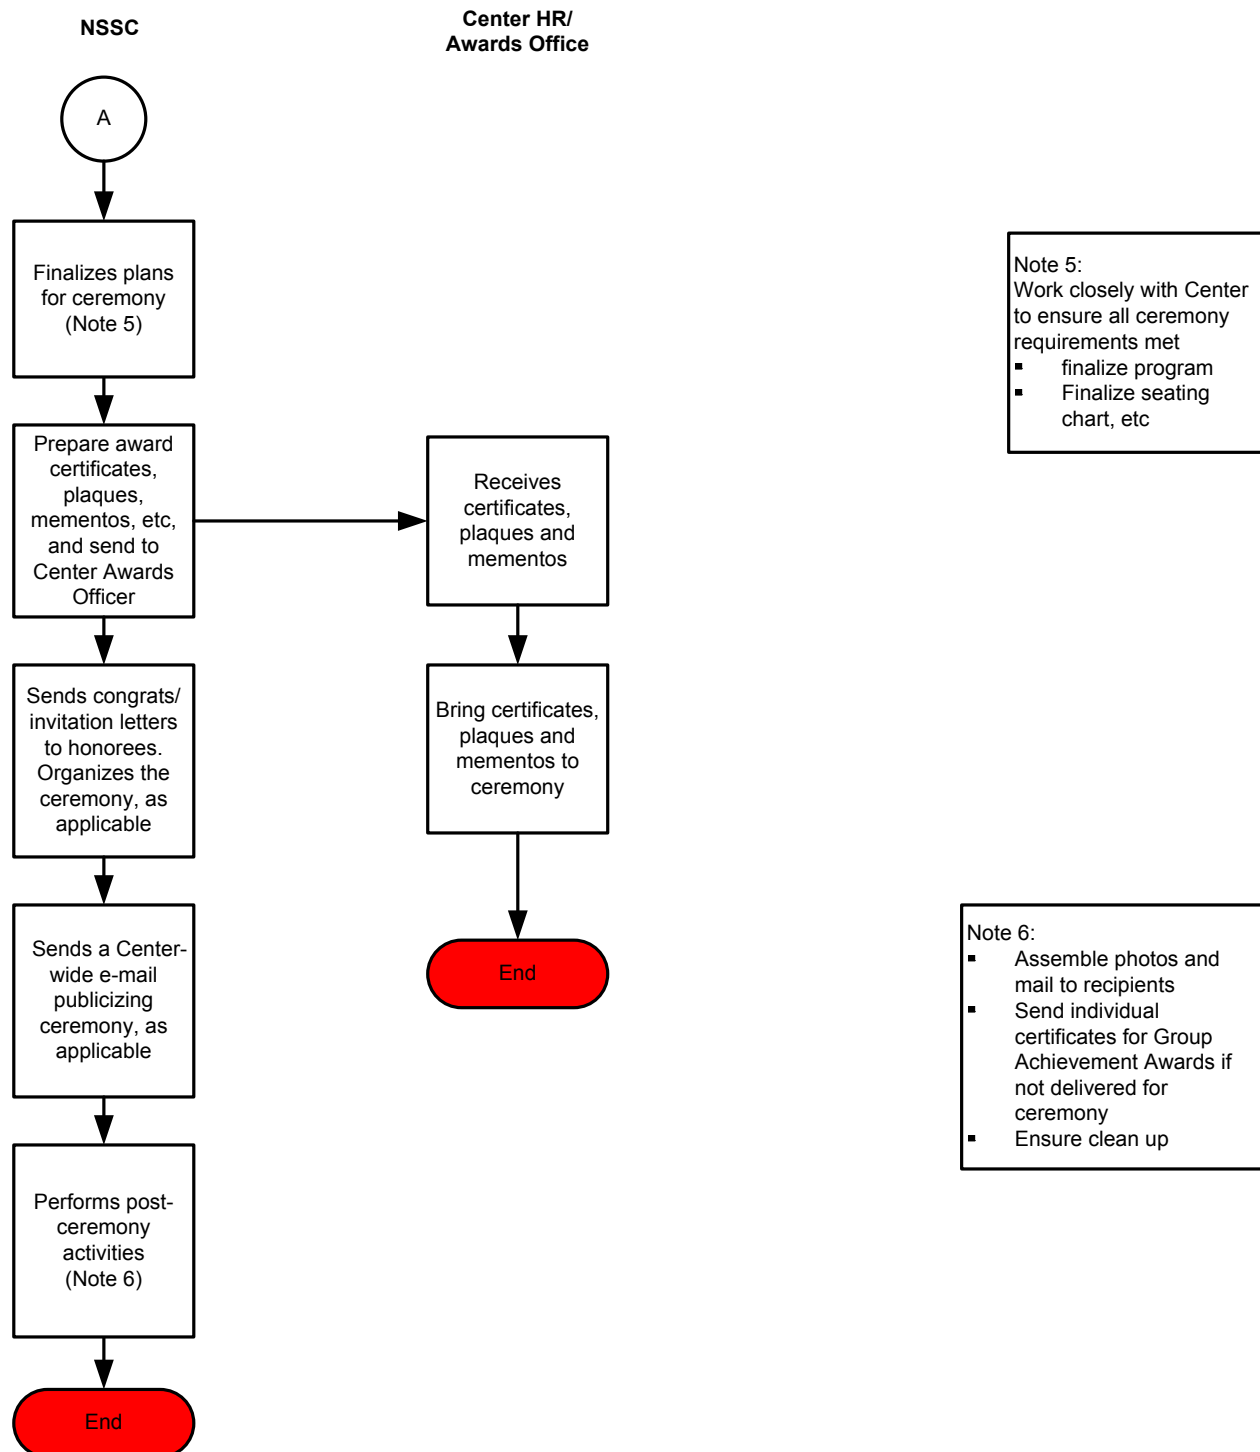 NSSC
Center HR/
Awards Office
A
Finalizes plans
for ceremony
(Note 5)
Prepare award
certificates,
plaques,
mementos, etc,
and send to
Center Awards
Officer
Sends congrats/
invitation letters
to honorees.
Organizes the
ceremony, as
applicable
Sends a Center-
wide e-mail
publicizing
ceremony, as
applicable
Performs post-
ceremony
activities
(Note 6)
End
Receives
certificates,
plaques and
mementos
Bring certificates,
plaques and
mementos to
ceremony
End
Note 5:
Work closely with Center
to ensure all ceremony
requirements met
▪ finalize program
▪ Finalize seating
chart, etc
Note 6:
▪ Assemble photos and
mail to recipients
▪ Send individual
certificates for Group
Achievement Awards if
not delivered for
ceremony
▪ Ensure clean up